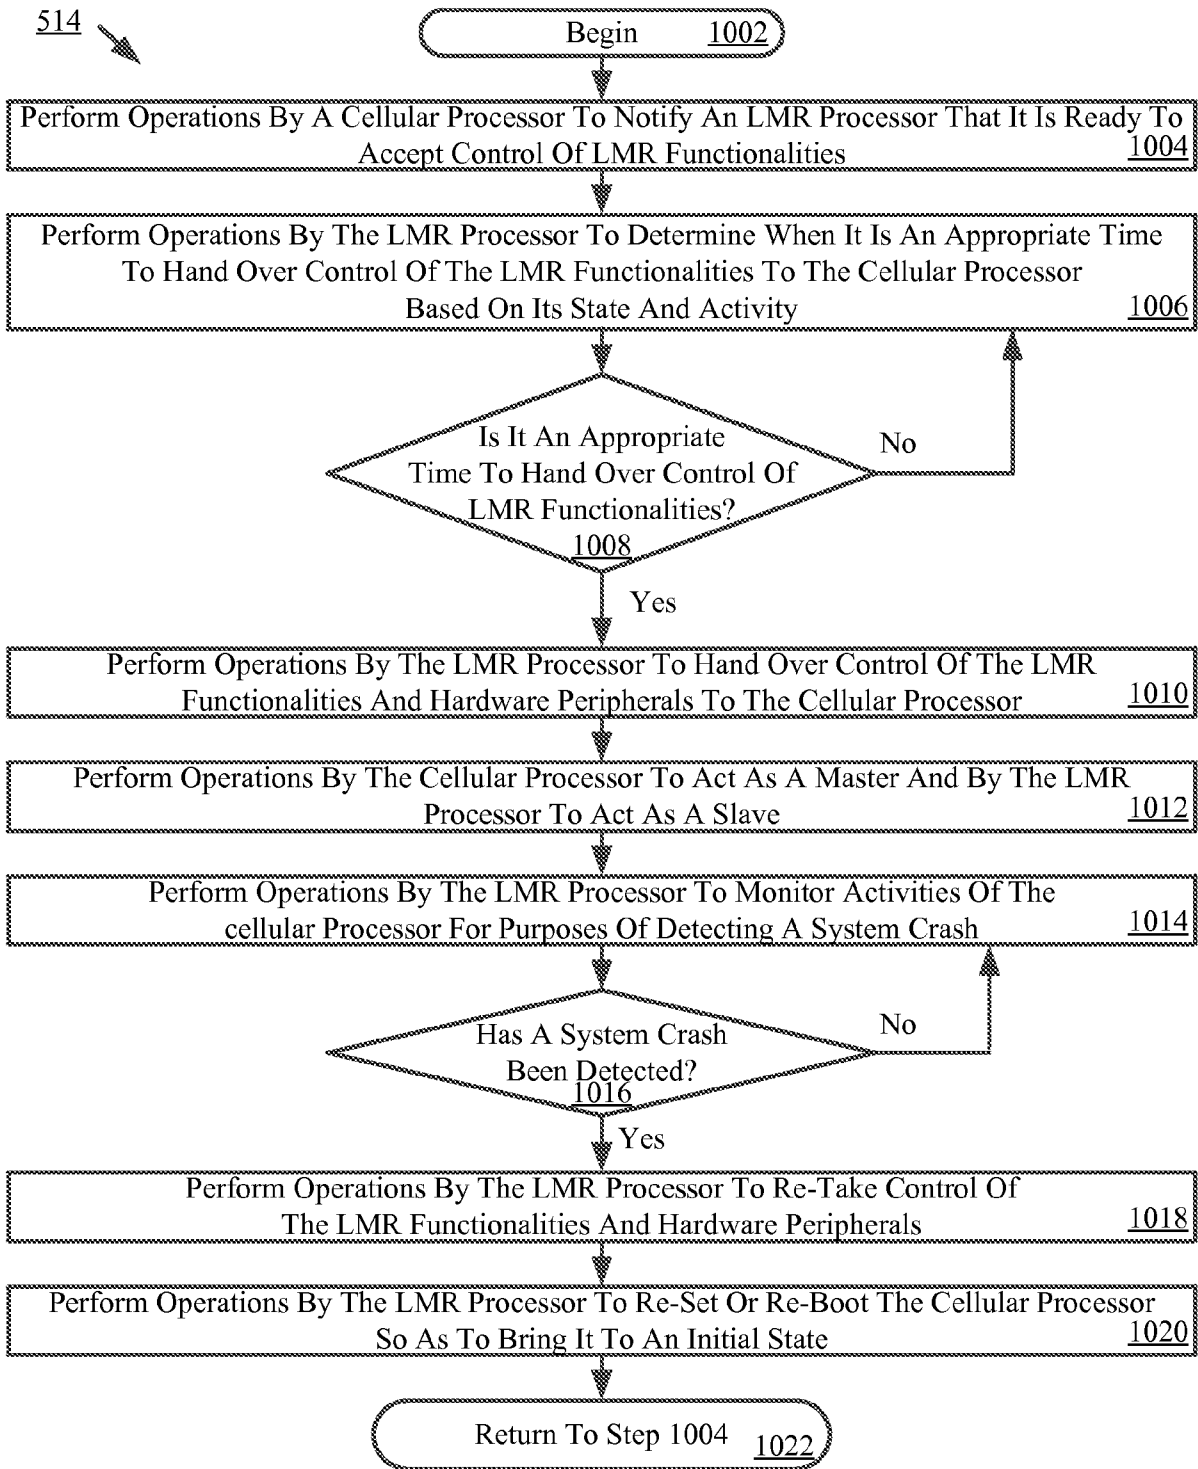 514
Begin 1002
Perform Operations By A Cellular Processor To Notify An LMR Processor That It Is Ready To
Accept Control Of LMR Functionalities 1004
Perform Operations By The LMR Processor To Determine When It Is An Appropriate Time
To Hand Over Control Of The LMR Functionalities To The Cellular Processor
Based On Its State And Activity 1006
Is It An Appropriate
Time To Hand Over Control Of
LMR Functionalities?
1008
No
Yes
Perform Operations By The LMR Processor To Hand Over Control Of The LMR
Functionalities And Hardware Peripherals To The Cellular Processor 1010
Perform Operations By The Cellular Processor To Act As A Master And By The LMR
Processor To Act As A Slave 1012
Perform Operations By The LMR Processor To Monitor Activities Of The
cellular Processor For Purposes Of Detecting A System Crash 1014
Has A System Crash
Been Detected?
1016
No
Yes
Perform Operations By The LMR Processor To Re-Take Control Of
The LMR Functionalities And Hardware Peripherals 1018
Perform Operations By The LMR Processor To Re-Set Or Re-Boot The Cellular Processor
So As To Bring It To An Initial State 1020
Return To Step 1004 1022